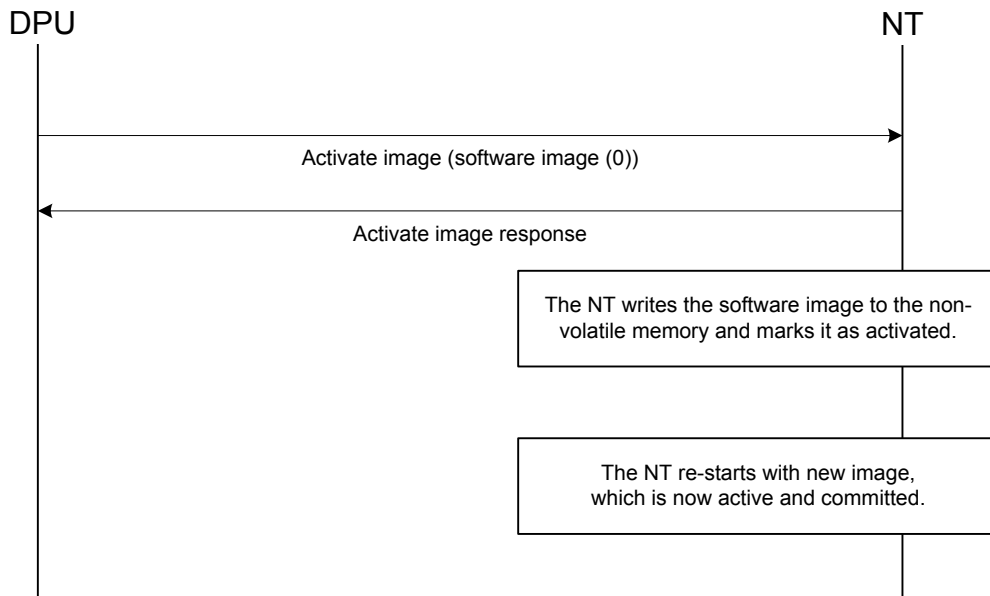 DPU
NT
Activate image (software image (0))
Activate image response
The NT writes the software image to the non-
volatile memory and marks it as activated.
The NT re-starts with new image,
which is now active and committed.